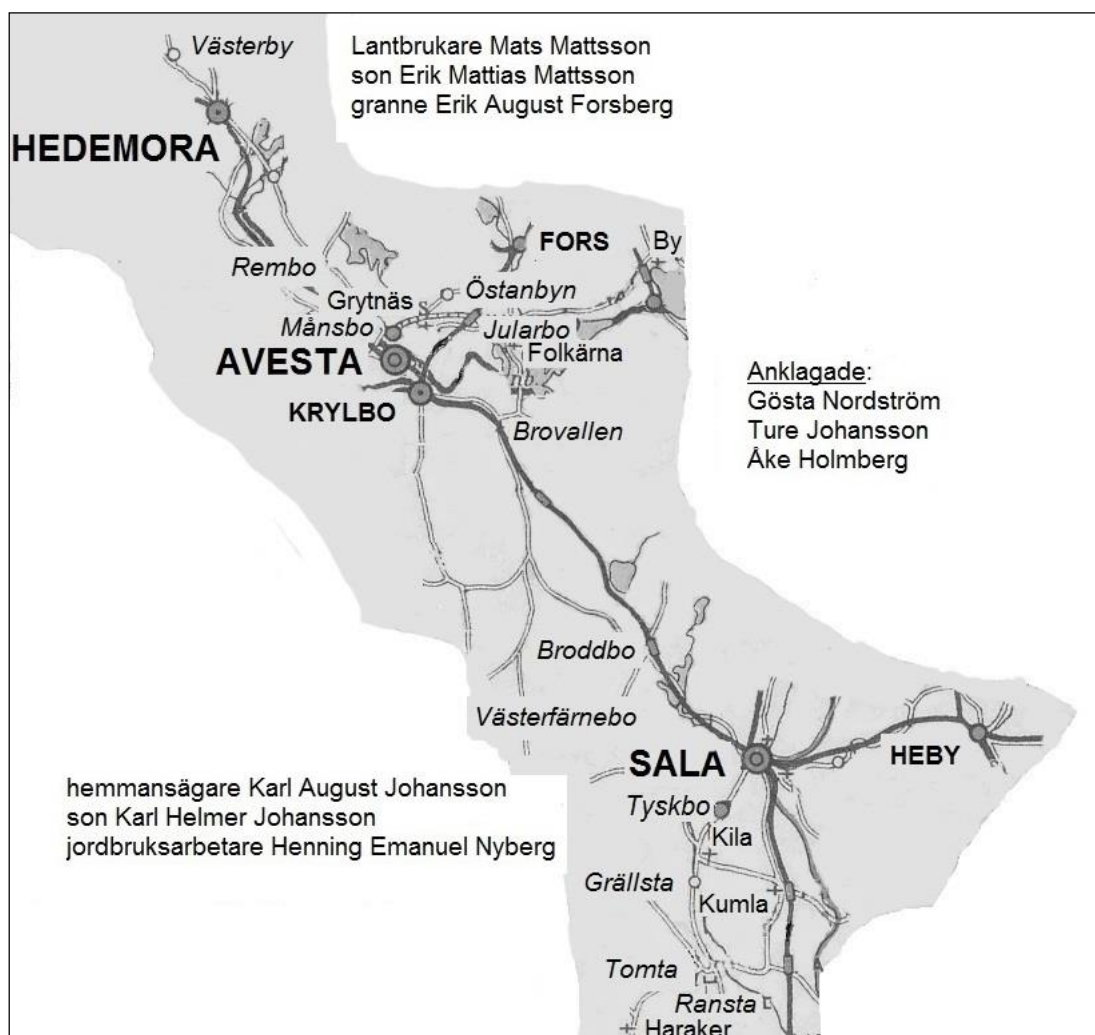 Västerby
Lantbrukare Mats Mattsson
son Erik Mattias Mattsson
granne Erik August Forsberg
HEDEMORA
FORS
By
Rembo
Östanbyn
Grytnäs
Månsbo
Jularbo
AVESTA
Folkärna
nb.
KRYLBO
Brovallen
Anklagade:
Gösta Nordström
Ture Johansson
Åke Holmberg
Broddbo
Västerfärnebo
SALA
HEBY
hemmansägare Karl August Johansson
son Karl Helmer Johansson
jordbruksarbetare Henning Emanuel Nyberg
Tyskbo
Kila
Grällsta
Kumla
Tomta
Ransta
Haraker